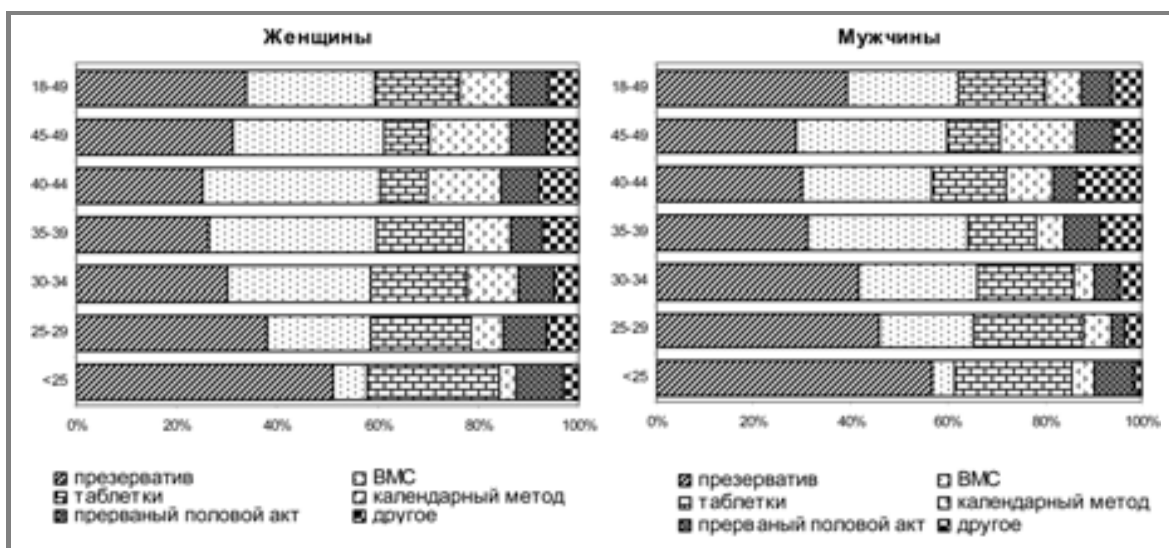 Женщины
18-49
45-49
40-44
35-39
30-34
25-29
<25
0% 20% 40% 60% 80% 100%
презерватив ВМС
таблетки календарный метод
прерваный половой акт другое
Мужчины
18-49
45-49
40-44
35-39
30-34
25-29
<25
0% 20% 40% 60% 80% 100%
презерватив ВМС
таблетки календарный метод
прерваный половой акт другое